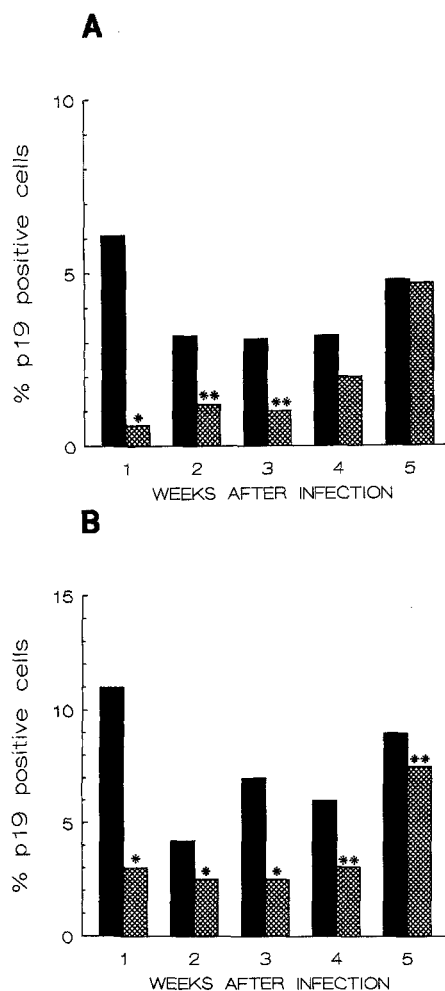 A
10
5
0
% p19 positive cells
*
**
**
1 2 3 4 5
WEEKS AFTER INFECTION
B
15
10
5
0
% p19 positive cells
*
*
*
**
**
1 2 3 4 5
WEEKS AFTER INFECTION